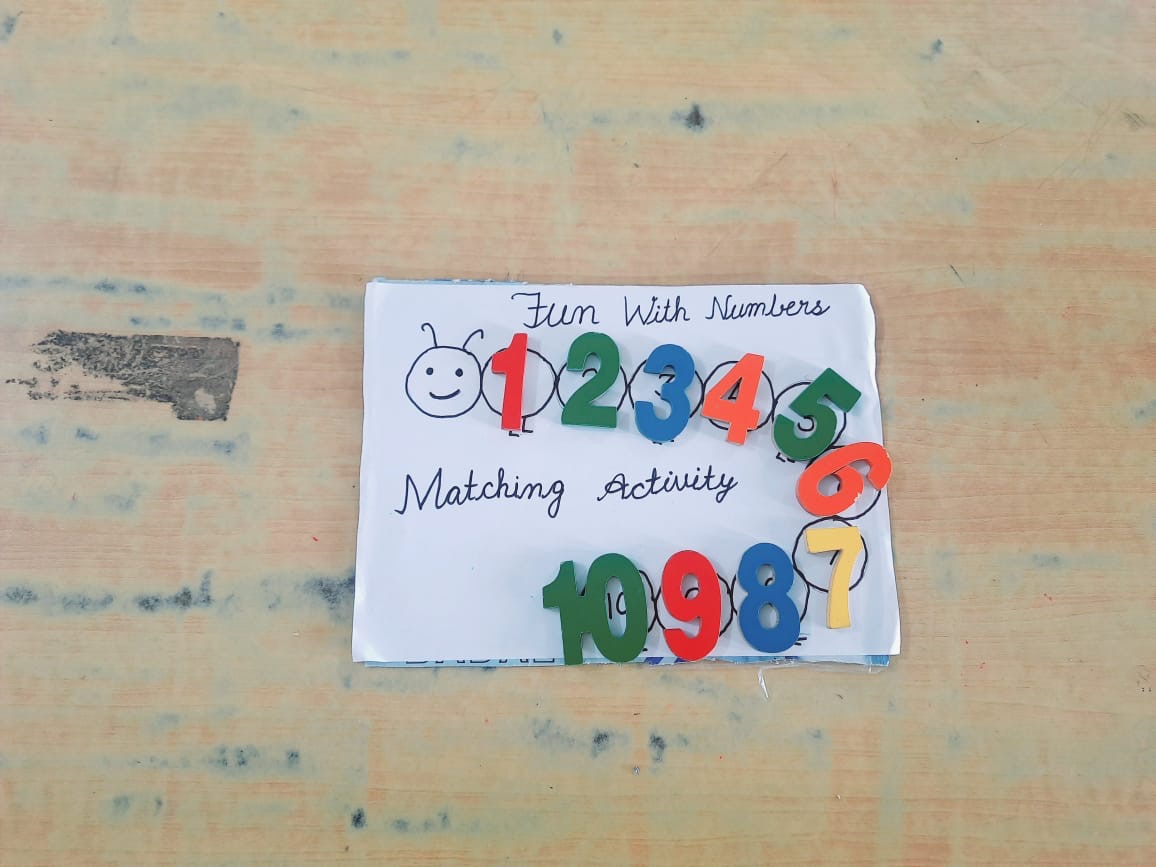 Fun With Numbers
1 2 3 4 5
6
Matching Activity
7
10 9 8